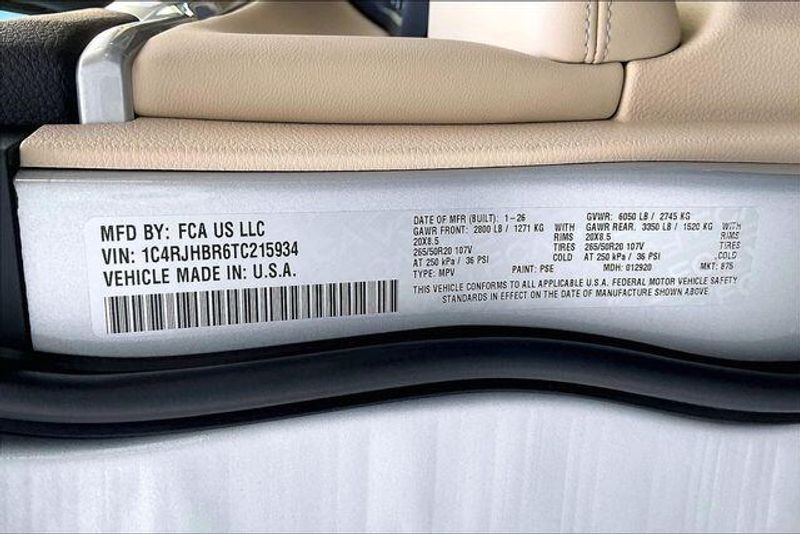 MFD BY: FCA US LLC
VIN: 1C4RJHBR6TC215934
VEHICLE MADE IN: U.S.A.
DATE OF MFR (BUILT): 1-26 GVWR: 6050 LB / 2745 KG
GAWR FRONT: 2800 LB / 1271 KG WITH GAWR REAR: 3350 LB / 1520 KG WITH
20X8.5 RIMS 20X8.5 RIMS
265/50R20 107V TIRES 265/50R20 107V TIRES
AT 250 kPa / 36 PSI COLD AT 250 kPa / 36 PSI COLD
TYPE: MPV PAINT: PSE MDH: 012920 MKT: 875
THIS VEHICLE CONFORMS TO ALL APPLICABLE U.S.A. FEDERAL MOTOR VEHICLE SAFETY
STANDARDS IN EFFECT ON THE DATE OF MANUFACTURE SHOWN ABOVE.